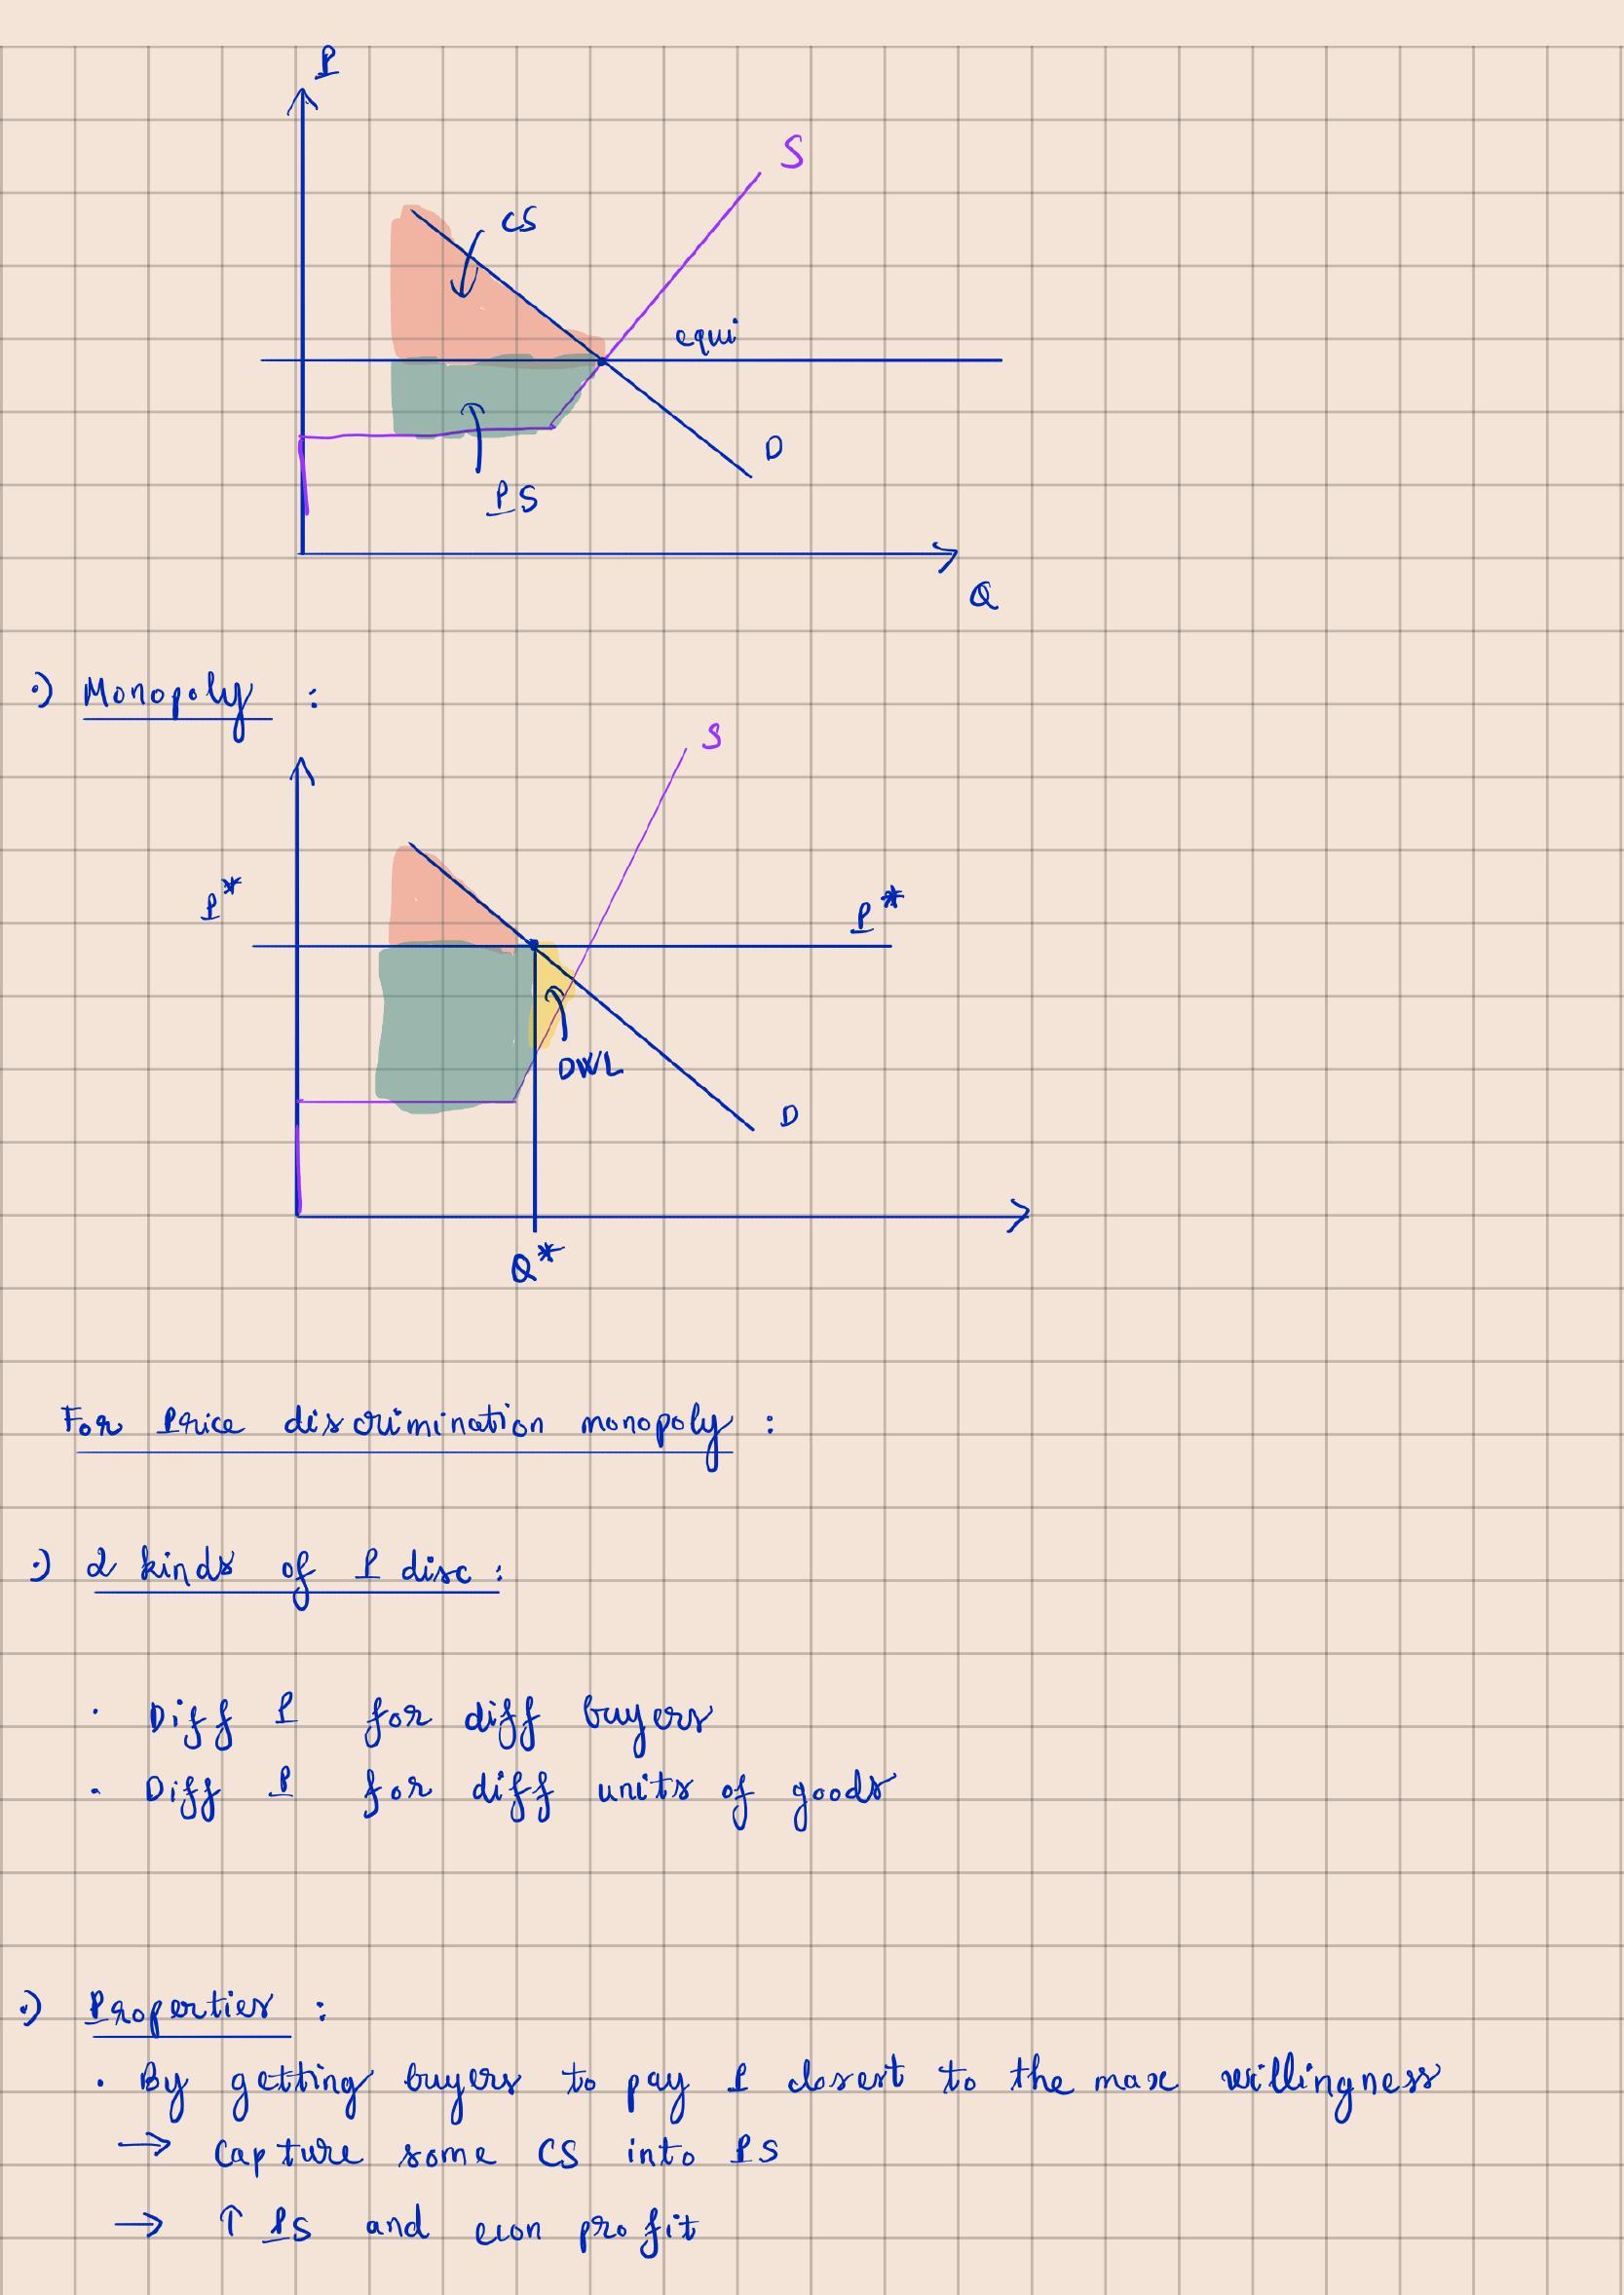 P
S
CS
equi
D
PS
Q
·) Monopoly :
S
P*
P*
DWL
D
Q*
For Price discrimination monopoly :
·) 2 kinds of P disc :
· Diff P for diff buyers
· Diff P for diff units of goods
·) Properties :
· By getting buyers to pay P closest to the max willingness
→ Capture some CS into PS
→ ↑ PS and econ profit